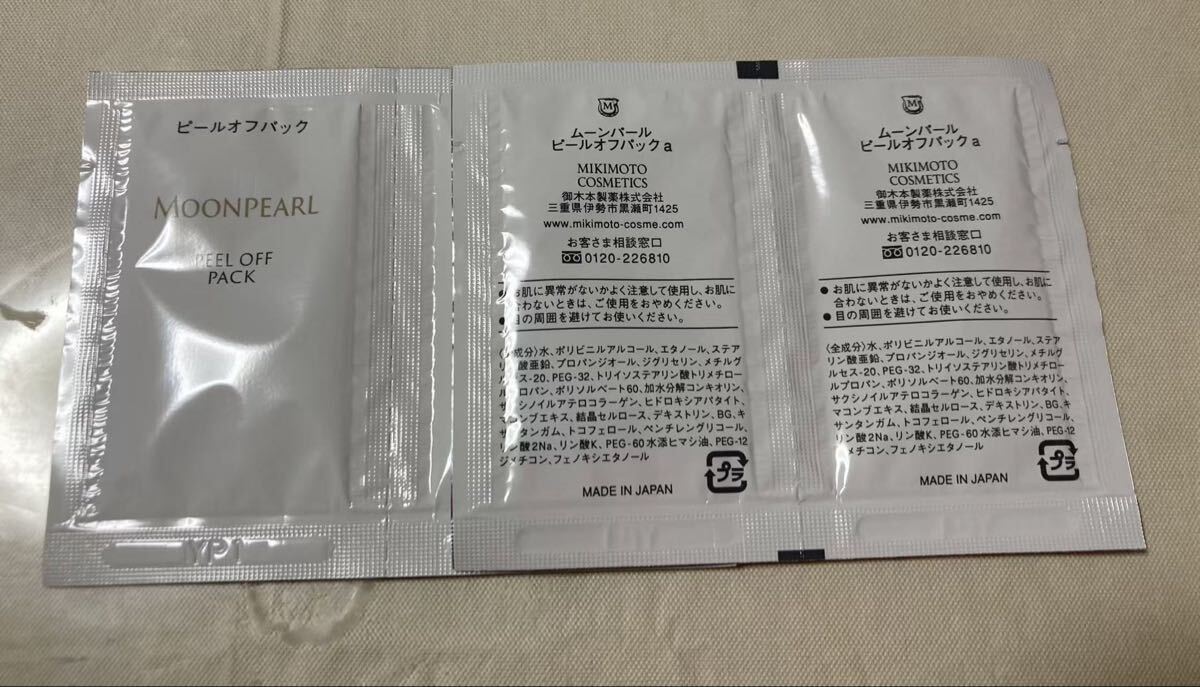 ピールオフパック
MOONPEARL
PEEL OFF
PACK
M
ムーンパール
ピールオフパックa
MIKIMOTO
COSMETICS
御木本製薬株式会社
三重県伊勢市黒瀬町1425
www.mikimoto-cosme.com
お客さま相談窓口
0120-226810
●お肌に異常がないかよく注意して使用し、お肌に
合わないときは、ご使用をおやめください。
●目の周囲を避けてお使いください。
〈全成分〉水、ポリビニルアルコール、エタノール、ステア
リン酸亜鉛、プロパンジオール、ジグリセリン、メチルグ
ルセス-20、PEG-32、トリイソステアリン酸トリメチロー
ルプロパン、ポリソルベート60、加水分解コンキオリン、
サクシノイルアテロコラーゲン、ヒドロキシアパタイト、
マコンブエキス、結晶セルロース、デキストリン、BG、キ
サンタンガム、トコフェロール、ペンチレングリコール、
リン酸2Na、リン酸K、PEG-60水添ヒマシ油、PEG-12
ジメチコン、フェノキシエタノール
プラ
MADE IN JAPAN
M
ムーンパール
ピールオフパックa
MIKIMOTO
COSMETICS
御木本製薬株式会社
三重県伊勢市黒瀬町1425
www.mikimoto-cosme.com
お客さま相談窓口
0120-226810
●お肌に異常がないかよく注意して使用し、お肌に
合わないときは、ご使用をおやめください。
●目の周囲を避けてお使いください。
〈全成分〉水、ポリビニルアルコール、エタノール、ステア
リン酸亜鉛、プロパンジオール、ジグリセリン、メチルグ
ルセス-20、PEG-32、トリイソステアリン酸トリメチロー
ルプロパン、ポリソルベート60、加水分解コンキオリン、
サクシノイルアテロコラーゲン、ヒドロキシアパタイト、
マコンブエキス、結晶セルロース、デキストリン、BG、キ
サンタンガム、トコフェロール、ペンチレングリコール、
リン酸2Na、リン酸K、PEG-60水添ヒマシ油、PEG-12
ジメチコン、フェノキシエタノール
プラ
MADE IN JAPAN